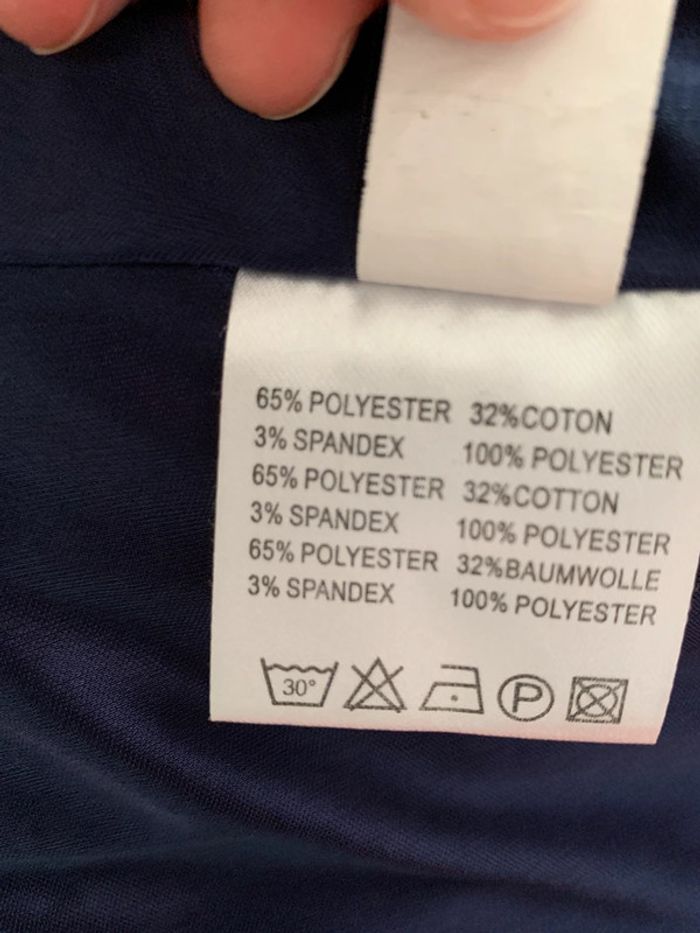 65% POLYESTER 32%COTON
3% SPANDEX 100% POLYESTER
65% POLYESTER 32%COTTON
3% SPANDEX 100% POLYESTER
65% POLYESTER 32%BAUMWOLLE
3% SPANDEX 100% POLYESTER
30° P